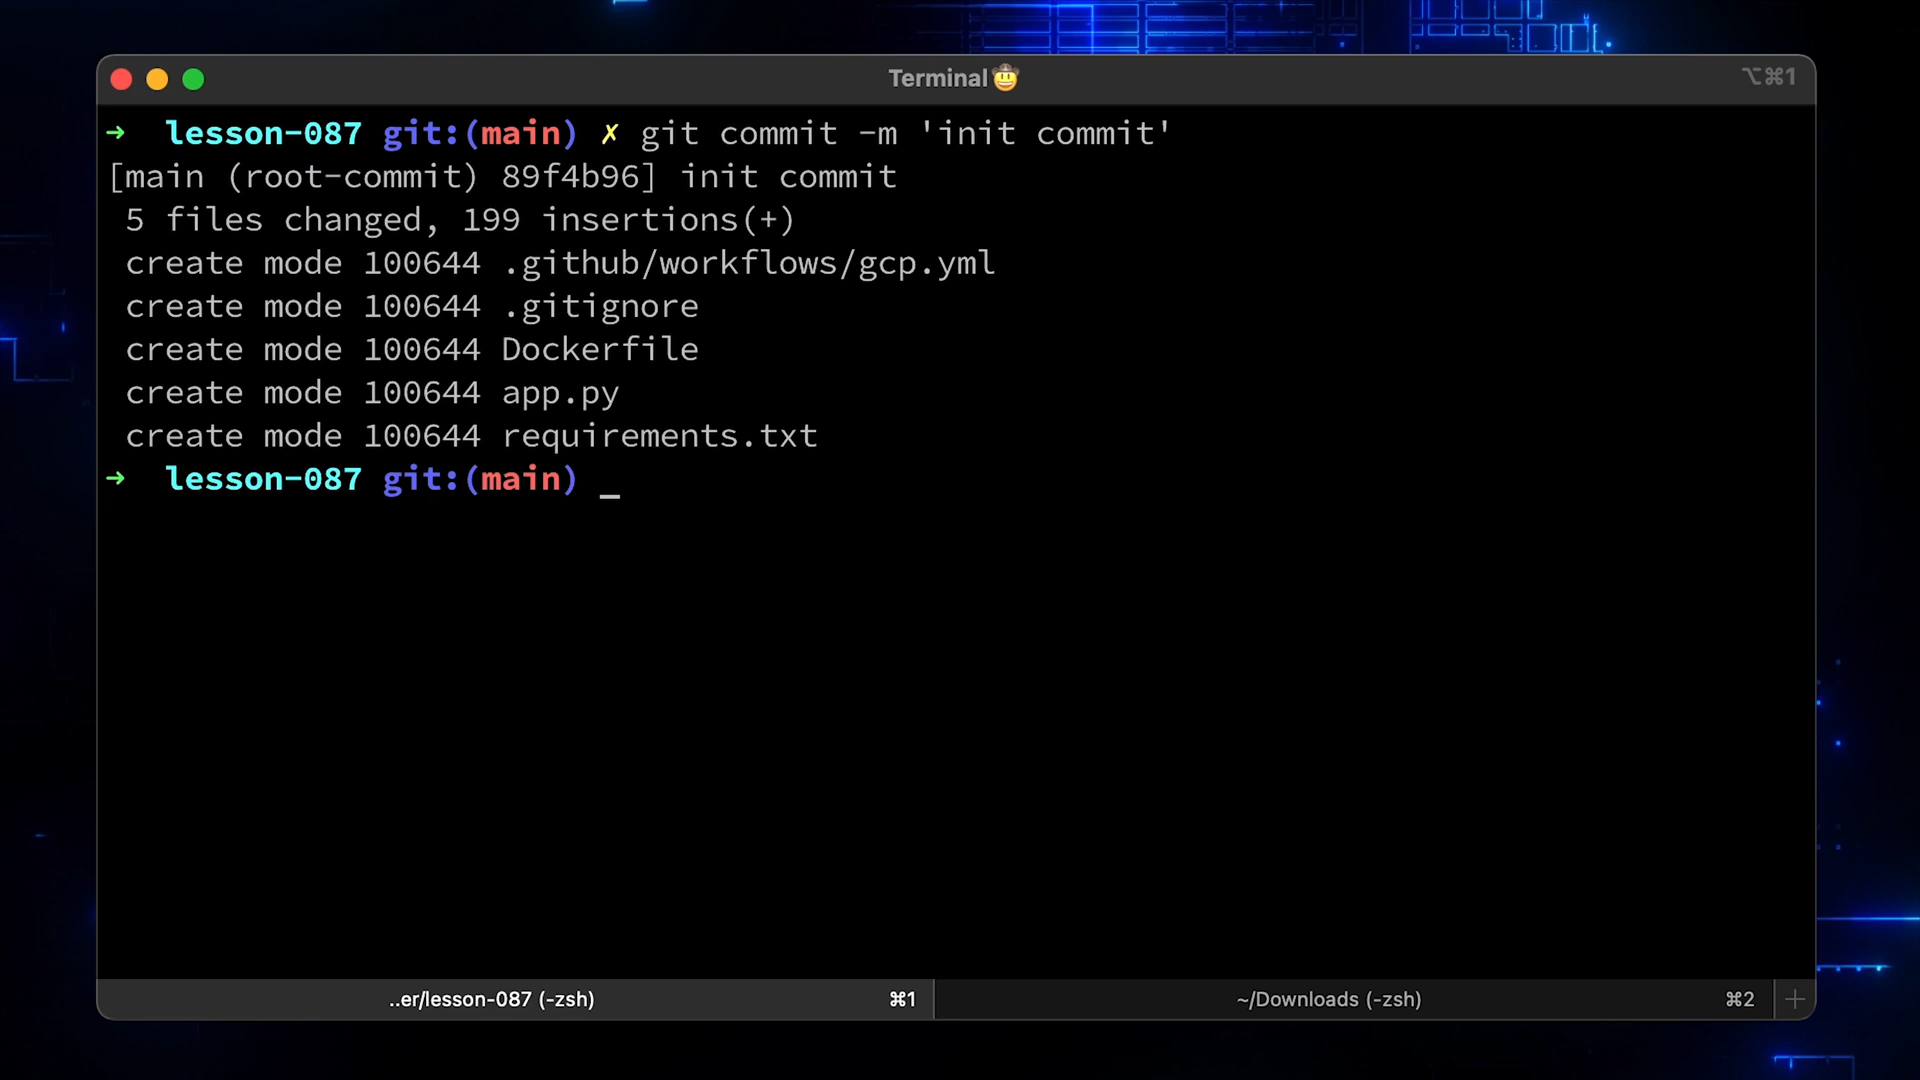 Terminal🤠
⌥⌘1
→ lesson-087 git:(main) ✗ git commit -m 'init commit'
[main (root-commit) 89f4b96] init commit
5 files changed, 199 insertions(+)
create mode 100644 .github/workflows/gcp.yml
create mode 100644 .gitignore
create mode 100644 Dockerfile
create mode 100644 app.py
create mode 100644 requirements.txt
→ lesson-087 git:(main) _
..er/lesson-087 (-zsh) ⌘1
~/Downloads (-zsh) ⌘2 +